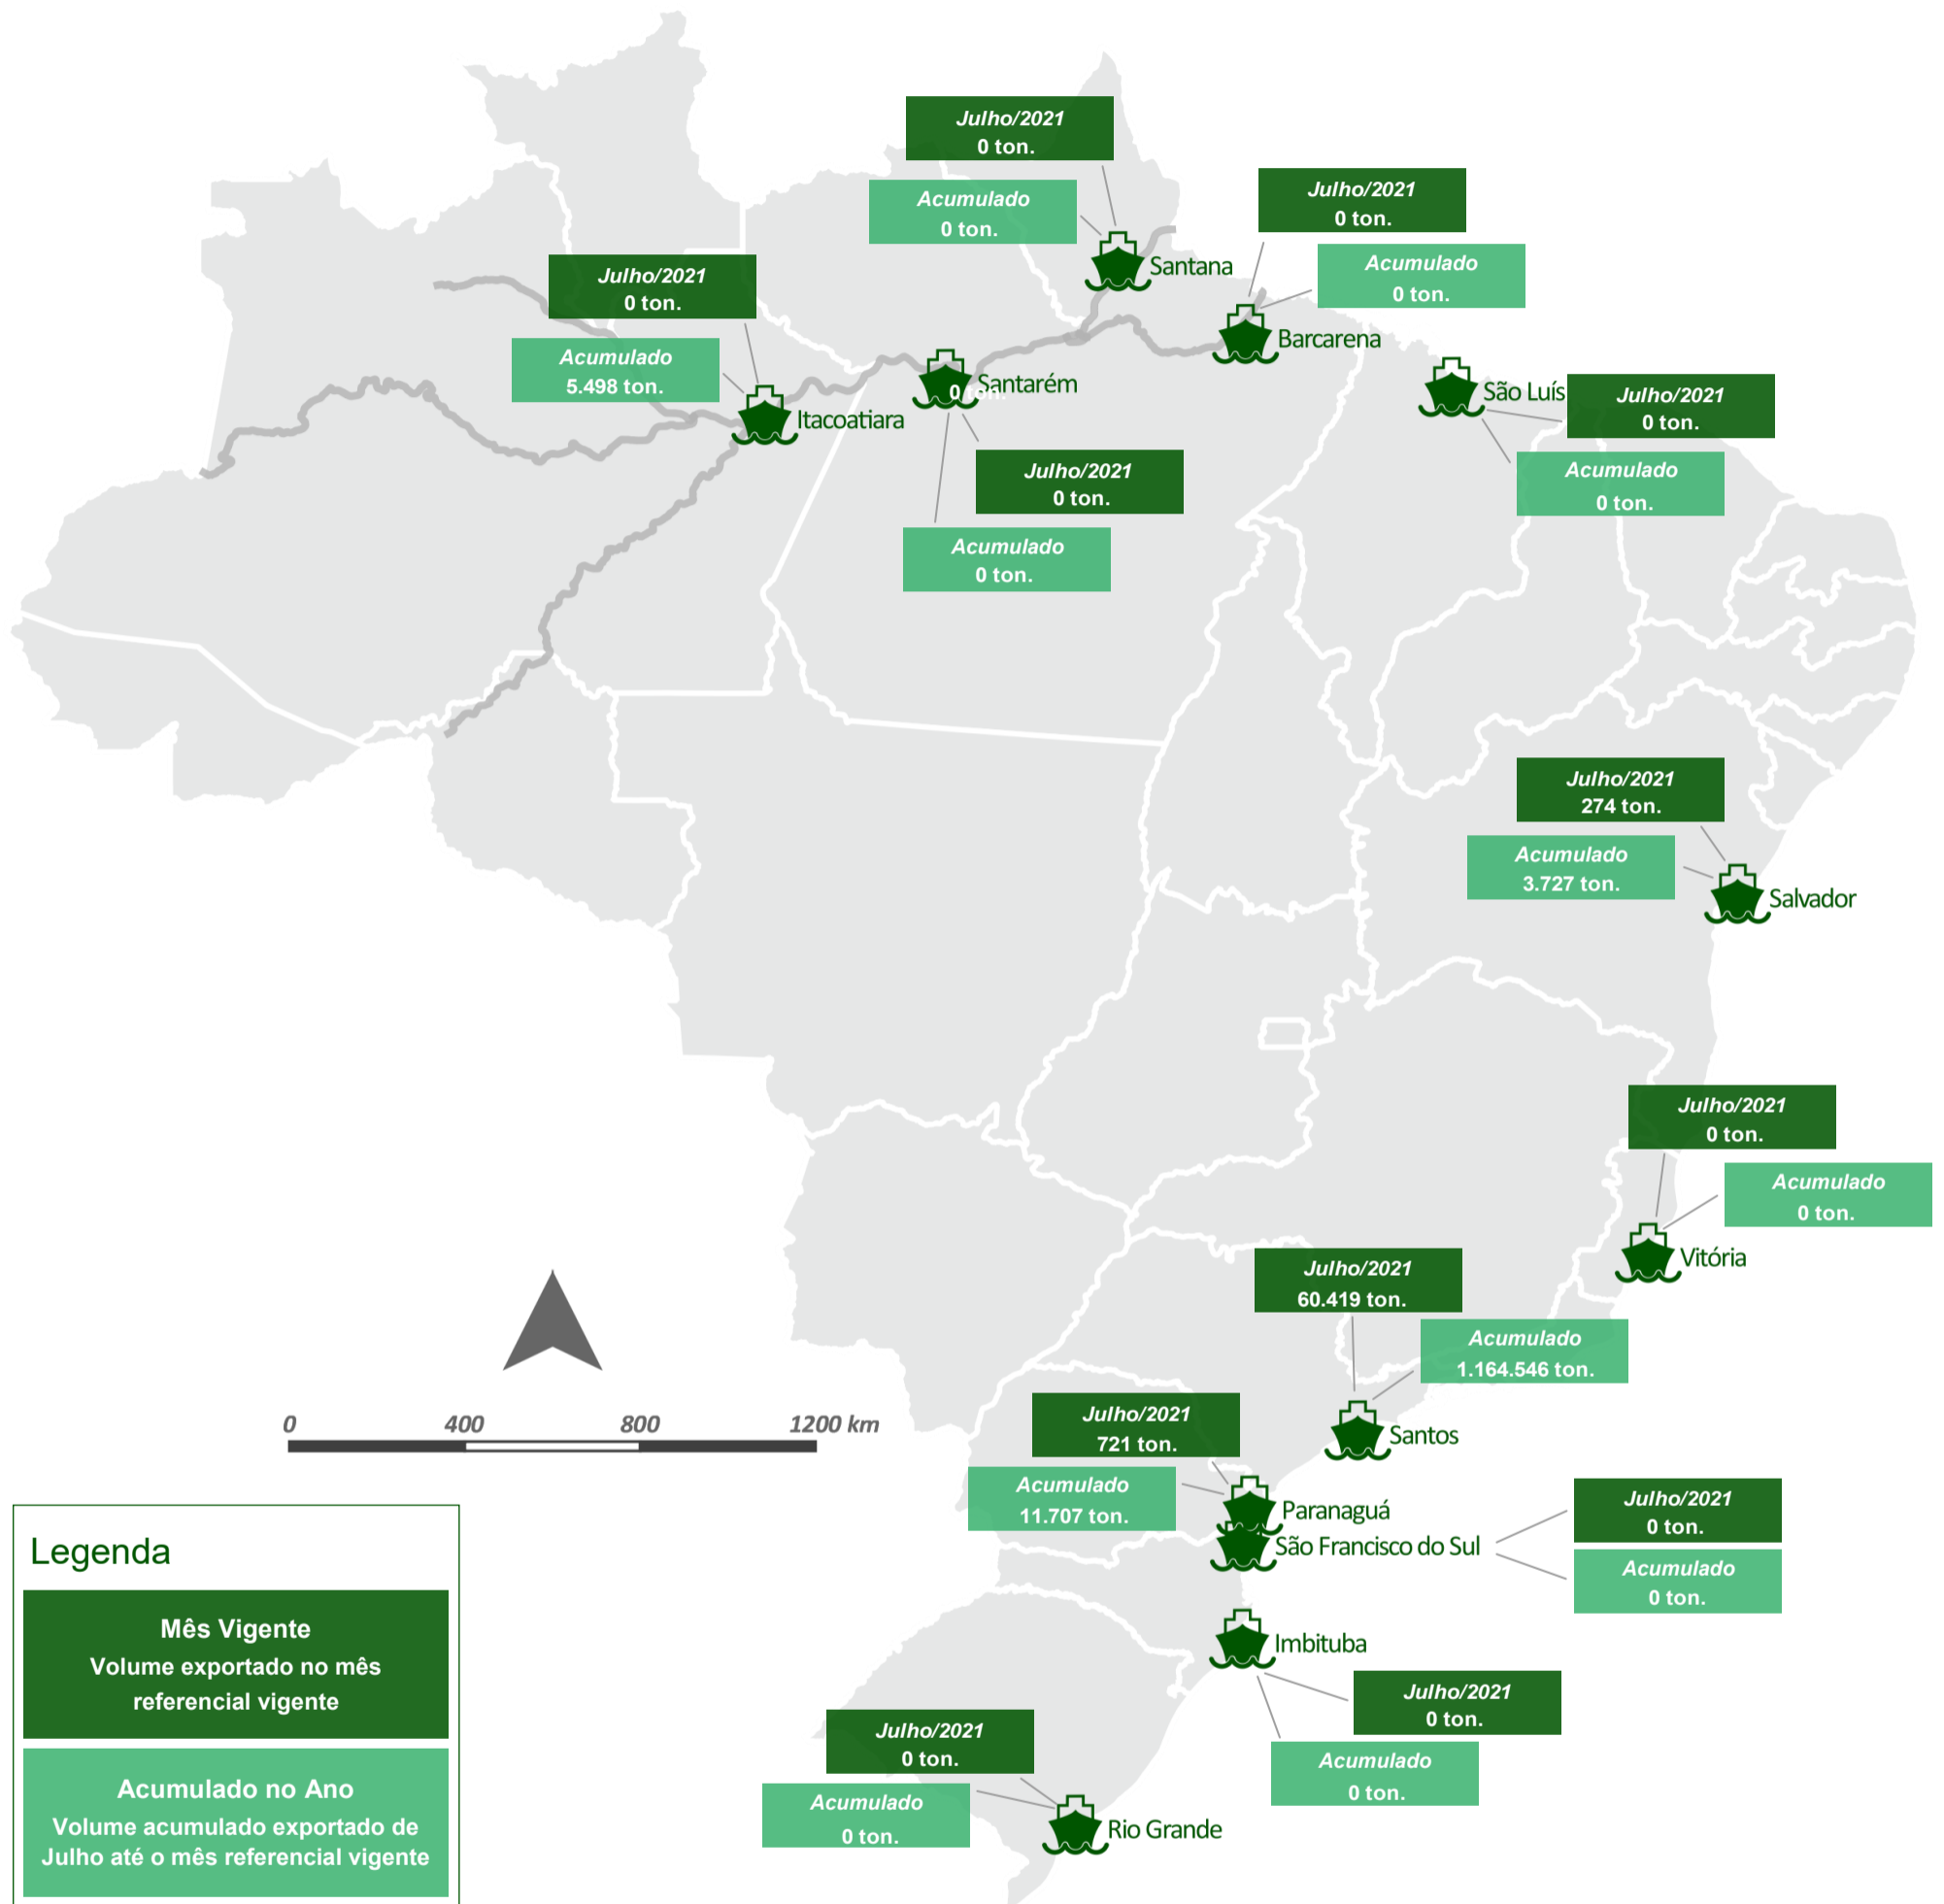 Julho/2021
0 ton.
Acumulado
0 ton.
Santana
Julho/2021
0 ton.
Acumulado
0 ton.
Barcarena
Julho/2021
0 ton.
Acumulado
5.498 ton.
Itacoatiara
0 ton.
Santarém
Julho/2021
0 ton.
Acumulado
0 ton.
São Luís
Julho/2021
0 ton.
Acumulado
0 ton.
Julho/2021
274 ton.
Acumulado
3.727 ton.
Salvador
Julho/2021
0 ton.
Acumulado
0 ton.
Vitória
Julho/2021
60.419 ton.
Acumulado
1.164.546 ton.
Santos
Julho/2021
721 ton.
Acumulado
11.707 ton.
Paranaguá
São Francisco do Sul
Julho/2021
0 ton.
Acumulado
0 ton.
Imbituba
Julho/2021
0 ton.
Acumulado
0 ton.
Julho/2021
0 ton.
Acumulado
0 ton.
Rio Grande
0 400 800 1200 km
Legenda
Mês Vigente
Volume exportado no mês
referencial vigente
Acumulado no Ano
Volume acumulado exportado de
Julho até o mês referencial vigente